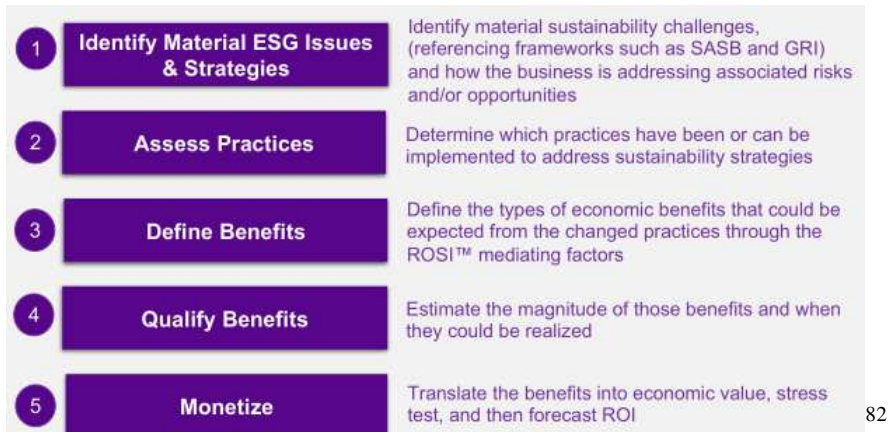 1
Identify Material ESG Issues
& Strategies
Identify material sustainability challenges,
(referencing frameworks such as SASB and GRI)
and how the business is addressing associated risks
and/or opportunities
2
Assess Practices
Determine which practices have been or can be
implemented to address sustainability strategies
3
Define Benefits
Define the types of economic benefits that could be
expected from the changed practices through the
ROSI™ mediating factors
4
Qualify Benefits
Estimate the magnitude of those benefits and when
they could be realized
5
Monetize
Translate the benefits into economic value, stress
test, and then forecast ROI
82